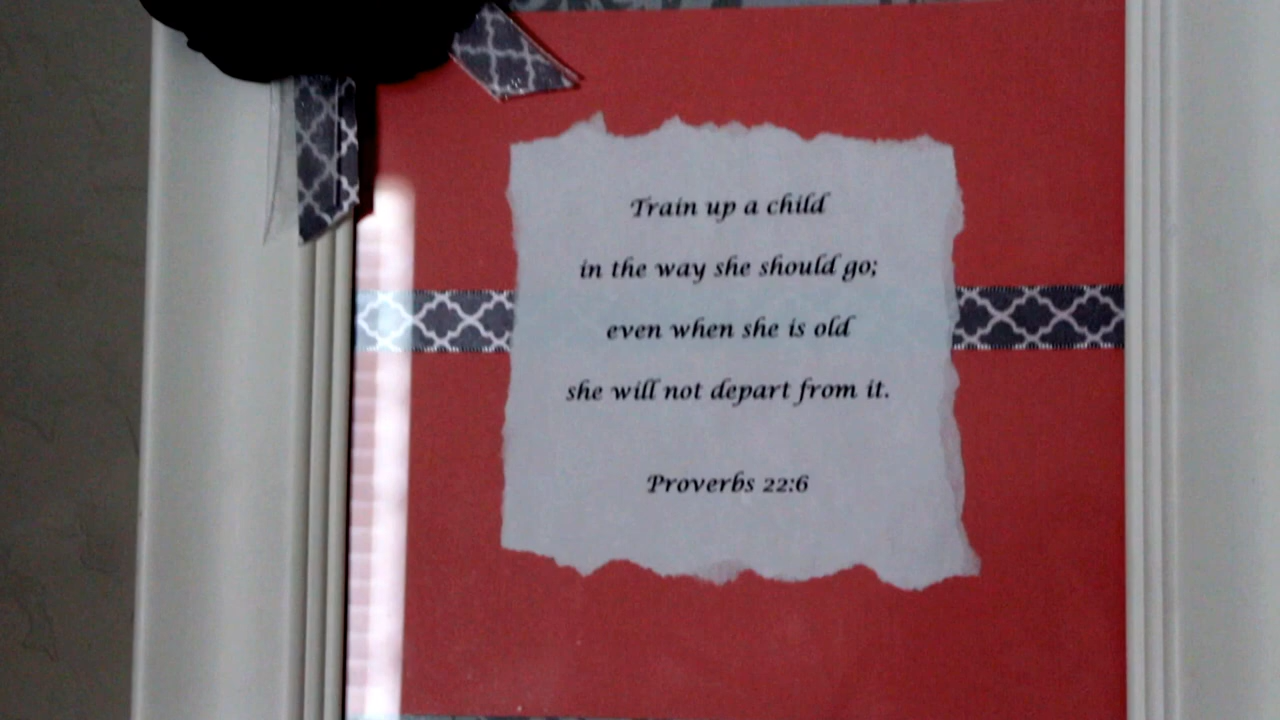 Train up a child
in the way she should go;
even when she is old
she will not depart from it.
Proverbs 22:6